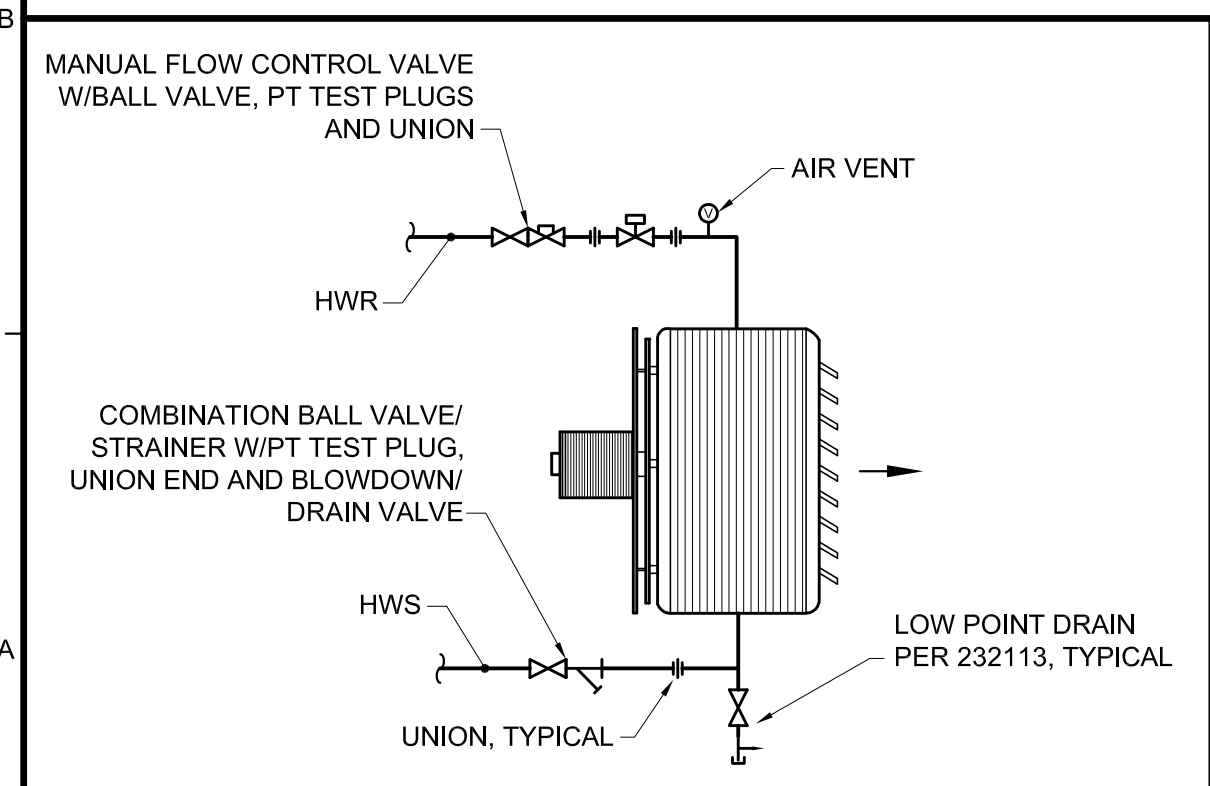 B
MANUAL FLOW CONTROL VALVE
W/BALL VALVE, PT TEST PLUGS
AND UNION
AIR VENT
V
HWR
COMBINATION BALL VALVE/
STRAINER W/PT TEST PLUG,
UNION END AND BLOWDOWN/
DRAIN VALVE
HWS
LOW POINT DRAIN
PER 232113, TYPICAL
A
UNION, TYPICAL